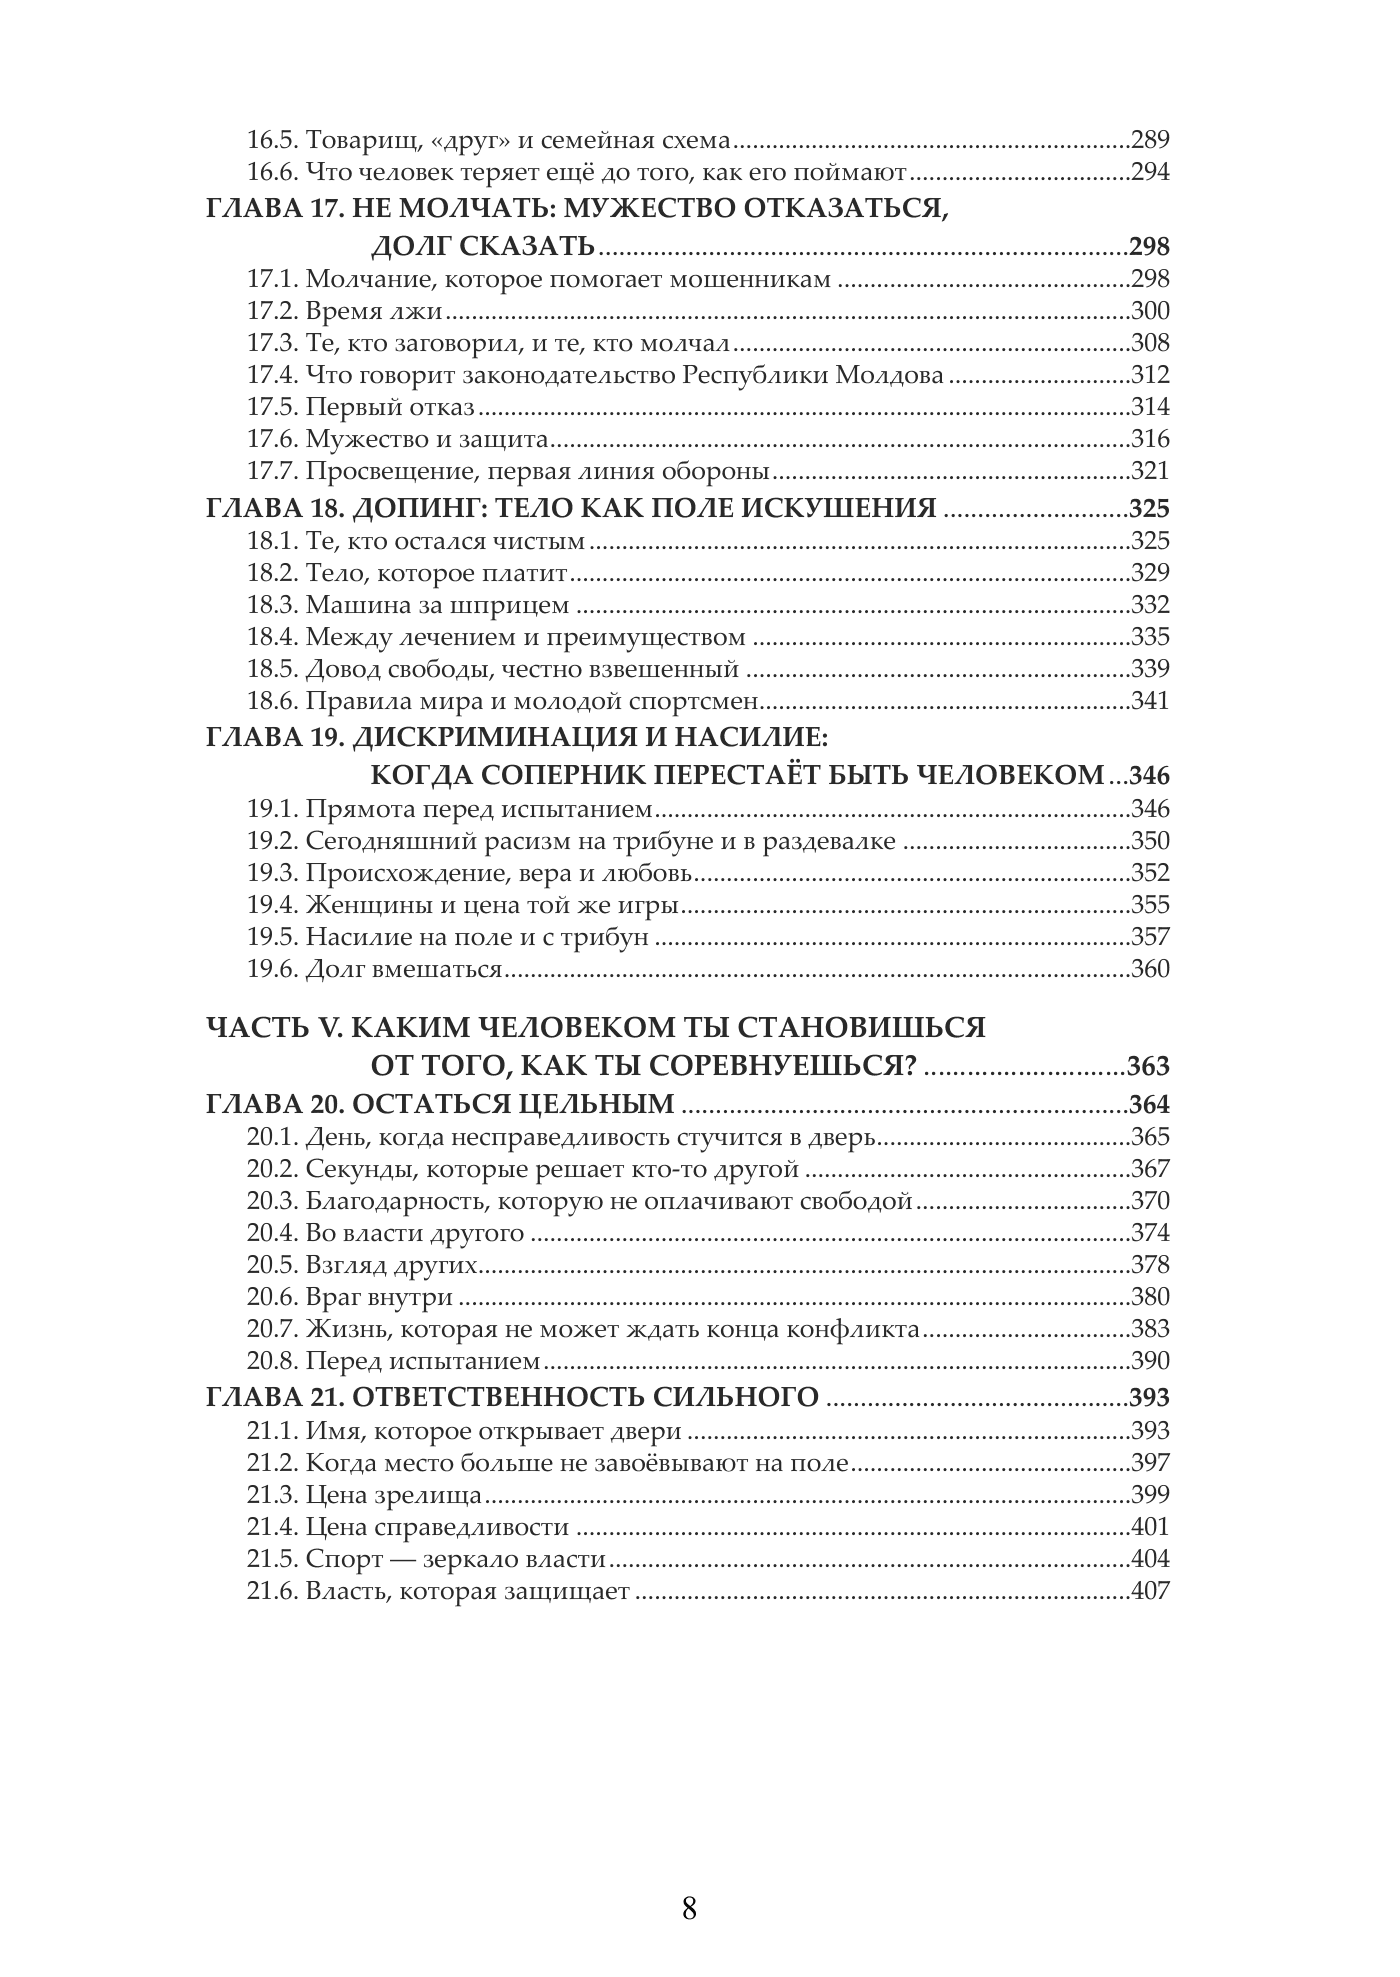 16.5. Товарищ, «друг» и семейная схема....289
16.6. Что человек теряет ещё до того, как его поймают....294
ГЛАВА 17. НЕ МОЛЧАТЬ: МУЖЕСТВО ОТКАЗАТЬСЯ,
ДОЛГ СКАЗАТЬ....298
17.1. Молчание, которое помогает мошенникам ....298
17.2. Время лжи....300
17.3. Те, кто заговорил, и те, кто молчал....308
17.4. Что говорит законодательство Республики Молдова ....312
17.5. Первый отказ....314
17.6. Мужество и защита....316
17.7. Просвещение, первая линия обороны....321
ГЛАВА 18. ДОПИНГ: ТЕЛО КАК ПОЛЕ ИСКУШЕНИЯ ....325
18.1. Те, кто остался чистым ....325
18.2. Тело, которое платит....329
18.3. Машина за шприцем ....332
18.4. Между лечением и преимуществом ....335
18.5. Довод свободы, честно взвешенный ....339
18.6. Правила мира и молодой спортсмен....341
ГЛАВА 19. ДИСКРИМИНАЦИЯ И НАСИЛИЕ:
КОГДА СОПЕРНИК ПЕРЕСТАЁТ БЫТЬ ЧЕЛОВЕКОМ ...346
19.1. Прямота перед испытанием....346
19.2. Сегодняшний расизм на трибуне и в раздевалке ....350
19.3. Происхождение, вера и любовь....352
19.4. Женщины и цена той же игры....355
19.5. Насилие на поле и с трибун ....357
19.6. Долг вмешаться....360
ЧАСТЬ V. КАКИМ ЧЕЛОВЕКОМ ТЫ СТАНОВИШЬСЯ
ОТ ТОГО, КАК ТЫ СОРЕВНУЕШЬСЯ? ....363
ГЛАВА 20. ОСТАТЬСЯ ЦЕЛЬНЫМ ....364
20.1. День, когда несправедливость стучится в дверь....365
20.2. Секунды, которые решает кто-то другой ....367
20.3. Благодарность, которую не оплачивают свободой ....370
20.4. Во власти другого ....374
20.5. Взгляд других....378
20.6. Враг внутри ....380
20.7. Жизнь, которая не может ждать конца конфликта....383
20.8. Перед испытанием....390
ГЛАВА 21. ОТВЕТСТВЕННОСТЬ СИЛЬНОГО ....393
21.1. Имя, которое открывает двери ....393
21.2. Когда место больше не завоёвывают на поле....397
21.3. Цена зрелища....399
21.4. Цена справедливости ....401
21.5. Спорт — зеркало власти....404
21.6. Власть, которая защищает ....407
8